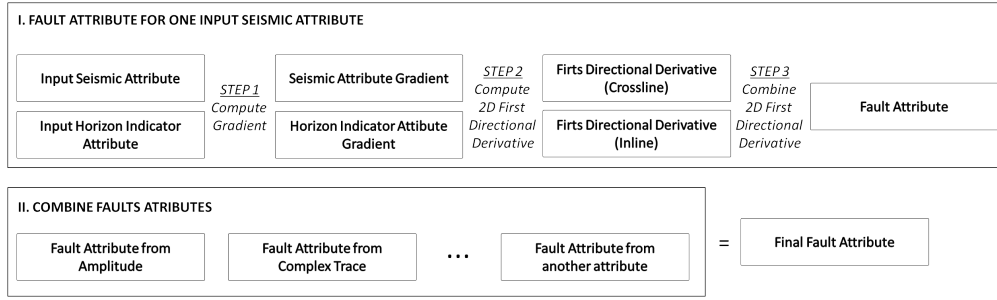 I. FAULT ATTRIBUTE FOR ONE INPUT SEISMIC ATTRIBUTE
Input Seismic Attribute
Input Horizon Indicator
Attribute
STEP 1
Compute
Gradient
Seismic Attribute Gradient
Horizon Indicator Attibute
Gradient
STEP 2
Compute
2D First
Directional
Derivative
Firts Directional Derivative
(Crossline)
Firts Directional Derivative
(Inline)
STEP 3
Combine
2D First
Directional
Derivative
Fault Attribute
II. COMBINE FAULTS ATRIBUTES
Fault Attribute from
Amplitude
Fault Attribute from
Complex Trace
...
Fault Attribute from
another attribute
=
Final Fault Attribute